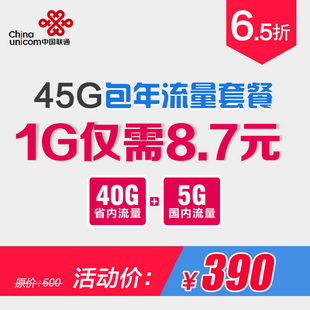 China unicom中国联通
6.5折
45G包年流量套餐
1G仅需8.7元
40G 省内流量 + 5G 国内流量
原价:600 活动价: ¥390